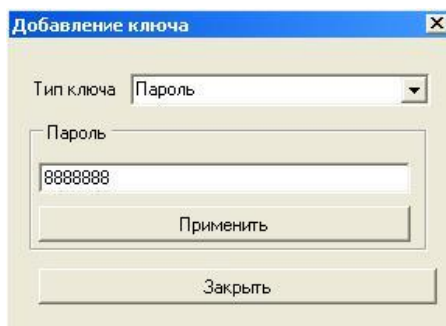 Добавление ключа
Тип ключа Пароль
Пароль
8888888
Применить
Закрыть